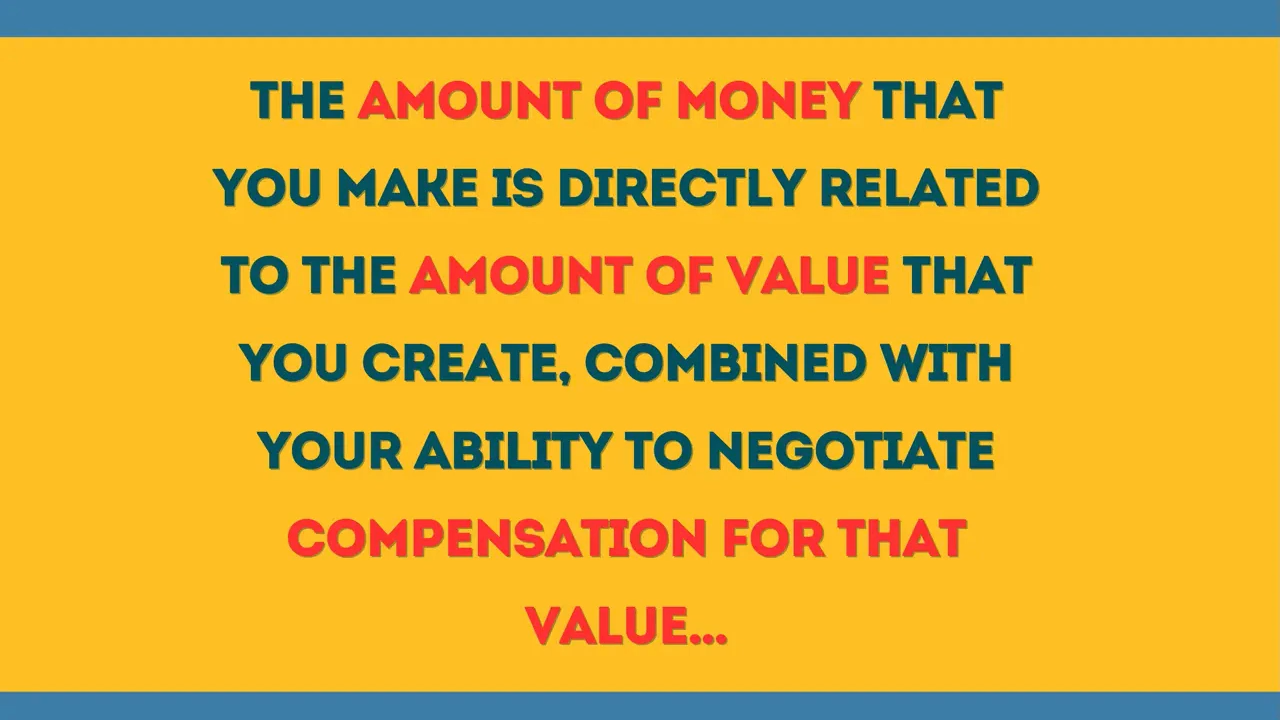 THE AMOUNT OF MONEY THAT
YOU MAKE IS DIRECTLY RELATED
TO THE AMOUNT OF VALUE THAT
YOU CREATE, COMBINED WITH
YOUR ABILITY TO NEGOTIATE
COMPENSATION FOR THAT
VALUE...